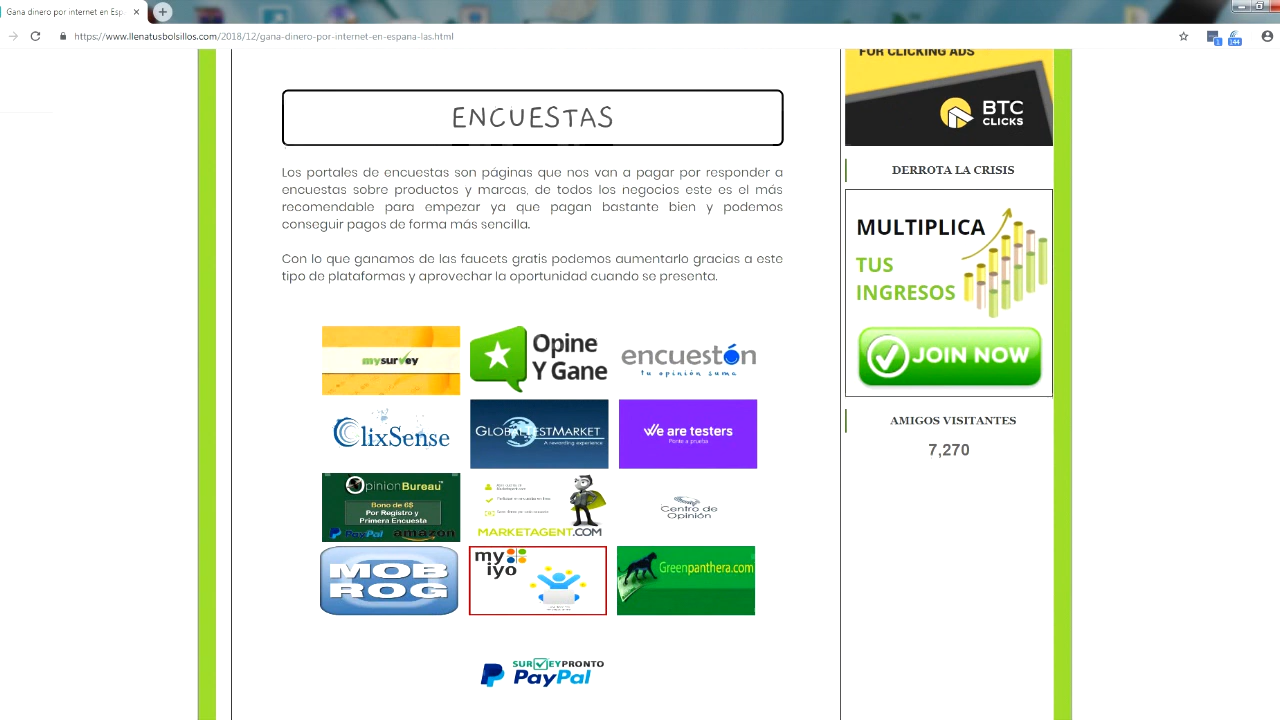 Gana dinero por internet en Esp
https://www.llenatusbolsillos.com/2018/12/gana-dinero-por-internet-en-espana-las.html
1
144
FOR CLICKING ADS
BTC
CLICKS
ENCUESTAS
Los portales de encuestas son páginas que nos van a pagar por responder a
encuestas sobre productos y marcas, de todos los negocios este es el más
recomendable para empezar ya que pagan bastante bien y podemos
conseguir pagos de forma más sencilla.
Con lo que ganamos de las faucets gratis podemos aumentarlo gracias a este
tipo de plataformas y aprovechar la oportunidad cuando se presenta.
DERROTA LA CRISIS
MULTIPLICA
TUS
INGRESOS
JOIN NOW
AMIGOS VISITANTES
7,270
mysurvey
Opine
Y Gane
encuestón
tu opinión suma
ClixSense
GLOBALTESTMARKET
A rewarding experience
We are testers
Ponte a prueba
OpinionBureau
Bono de 6$
Por Registro y
Primera Encuesta
PayPal amazon
MARKETAGENT.COM
Centro de
Opinión
MOB
ROG
my
iyo
Greenpanthera.com
SURVEYPRONTO
PayPal